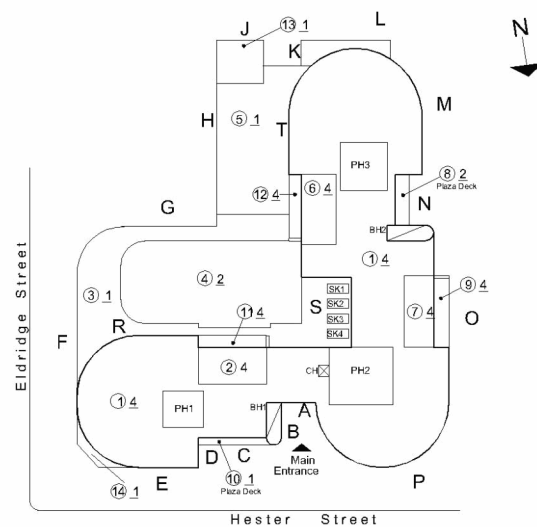 L
J ⑬ 1
K
N
M
H ⑤ 1 T
PH3
⑫ 4 ⑥ 4 ⑧ 2
Plaza Deck
N
G
BH2
① 4
④ 2
③ 1
SK1
SK2
SK3
SK4
S
⑨ 4
⑦ 4
O
R
⑪ 4
F
Eldridge Street
② 4
CH
PH2
① 4
PH1
BH1
A
B
D C
Main
Entrance
⑩ 1
Plaza Deck
P
E
⑭ 1
Hester Street